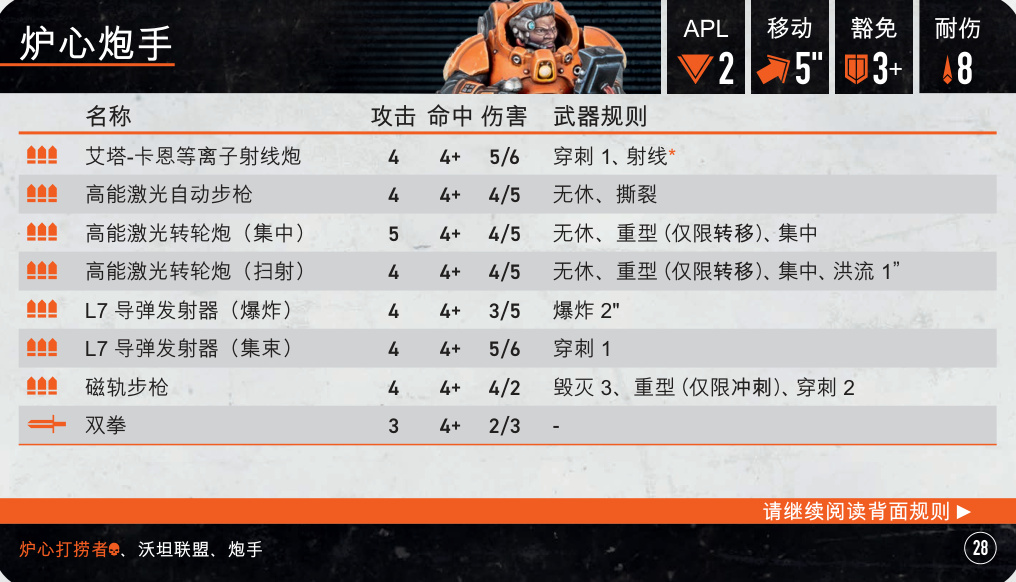 炉心炮手
APL 移动 豁免 耐伤
2 5" 3+ 8
名称 攻击 命中 伤害 武器规则
艾塔-卡恩等离子射线炮 4 4+ 5/6 穿刺 1、射线*
高能激光自动步枪 4 4+ 4/5 无休、撕裂
高能激光转轮炮（集中） 5 4+ 4/5 无休、重型（仅限转移）、集中
高能激光转轮炮（扫射） 4 4+ 4/5 无休、重型（仅限转移）、集中、洪流 1”
L7 导弹发射器（爆炸） 4 4+ 3/5 爆炸 2"
L7 导弹发射器（集束） 4 4+ 5/6 穿刺 1
磁轨步枪 4 4+ 4/2 毁灭 3、重型（仅限冲刺）、穿刺 2
双拳 3 4+ 2/3 -
请继续阅读背面规则 ▶
炉心打捞者、沃坦联盟、炮手 28